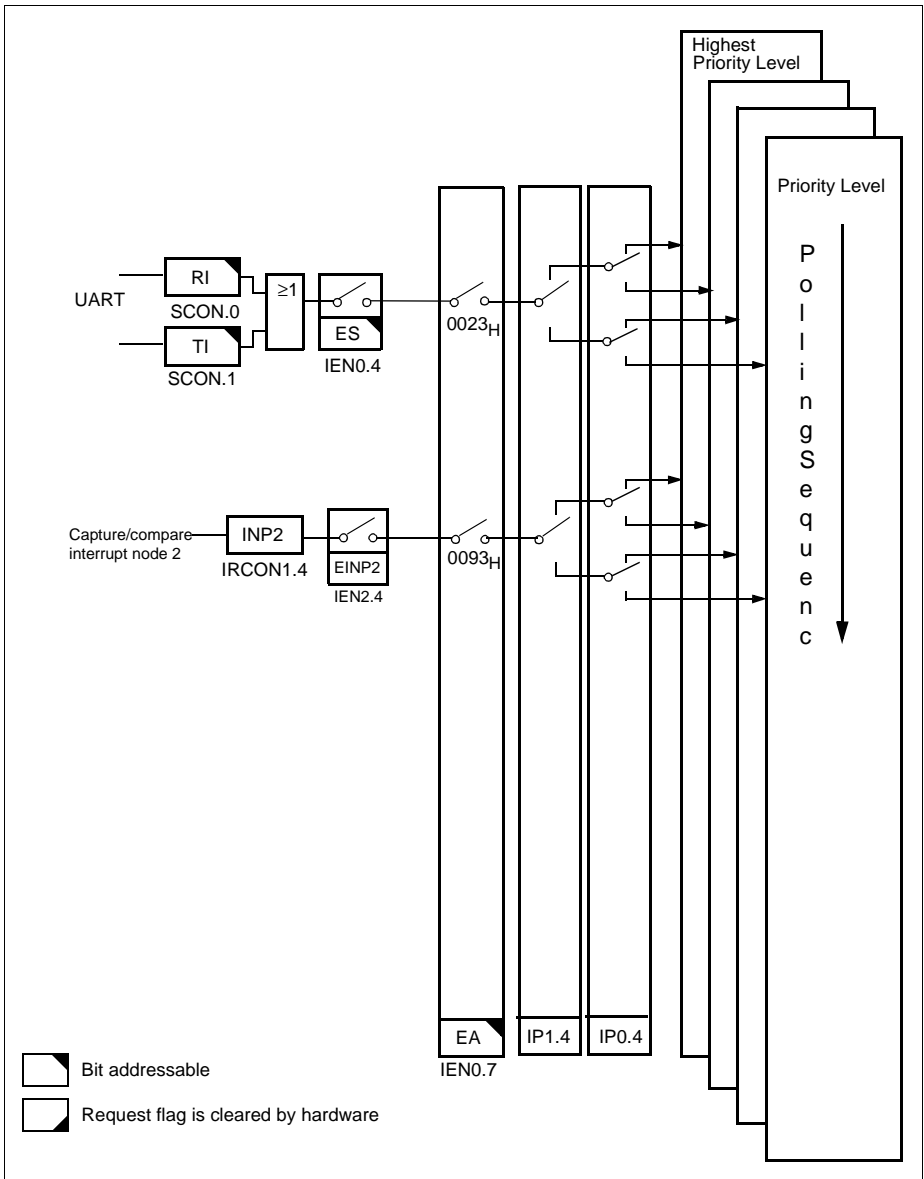 Highest
Priority Level
Priority Level
P
o
l
l
i
n
g
S
e
q
u
e
n
c
UART
RI
SCON.0
TI
SCON.1
≥1
ES
IEN0.4
0023H
Capture/compare
interrupt node 2
INP2
IRCON1.4
EINP2
IEN2.4
0093H
EA
IEN0.7
IP1.4
IP0.4
Bit addressable
Request flag is cleared by hardware